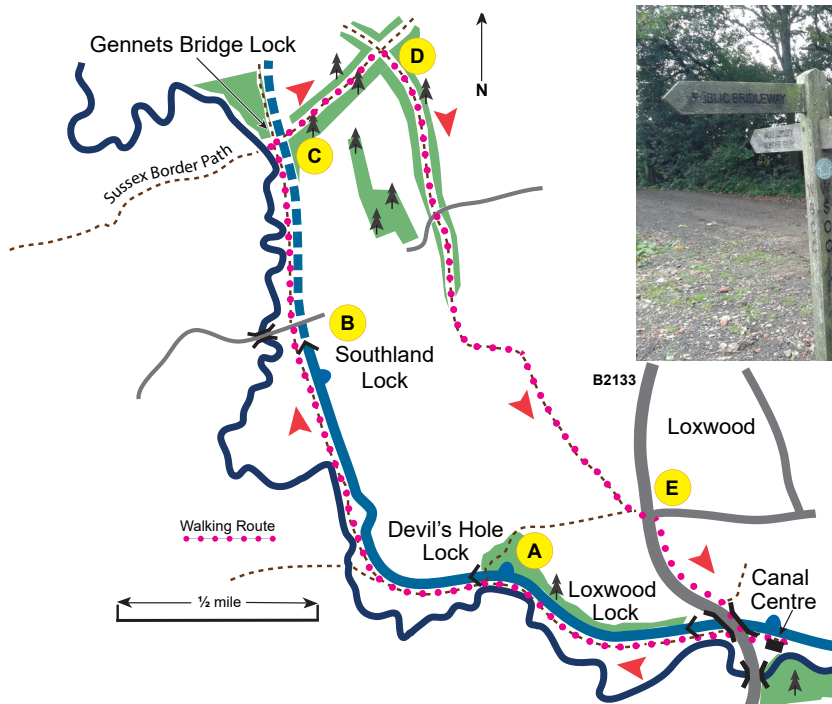 Gennets Bridge Lock
D
N
C
Sussex Border Path
B
Southland
Lock
B2133
Loxwood
E
Walking Route
Devil's Hole
Lock
A
Loxwood
Lock
Canal
Centre
½ mile
BRIDLEWAY